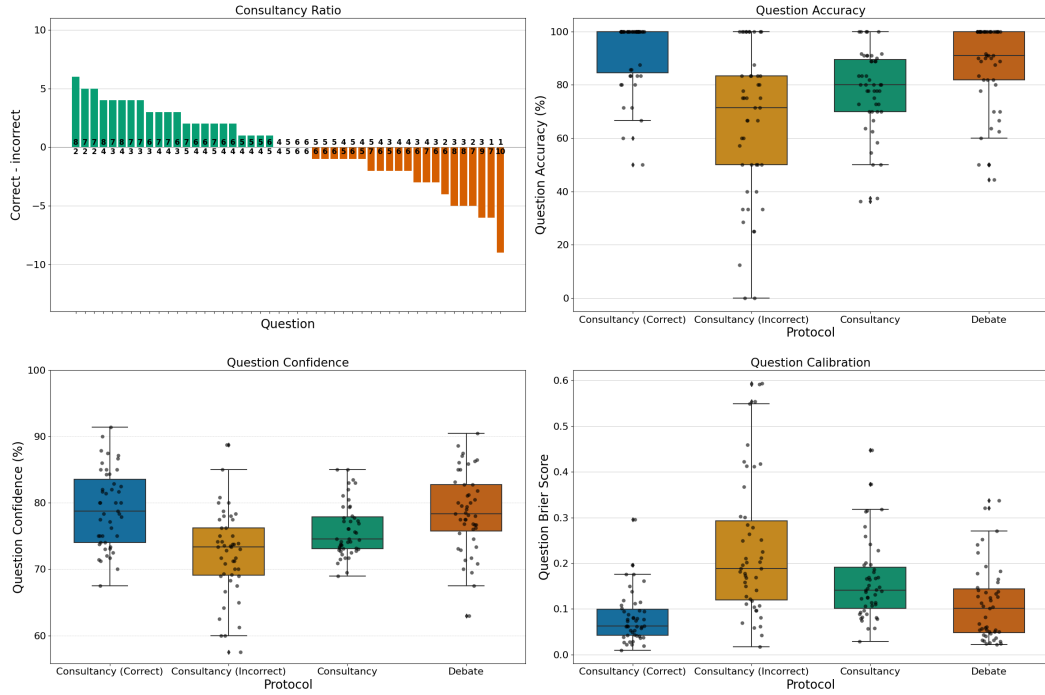 Consultancy Ratio
Correct - incorrect
10
5
0
−5
−10
Question
Question Accuracy
Question Accuracy (%)
100
80
60
40
20
0
Consultancy (Correct) Consultancy (Incorrect) Consultancy Debate
Protocol
Question Confidence
Question Confidence (%)
100
90
80
70
60
Consultancy (Correct) Consultancy (Incorrect) Consultancy Debate
Protocol
Question Calibration
Question Brier Score
0.6
0.5
0.4
0.3
0.2
0.1
0.0
Consultancy (Correct) Consultancy (Incorrect) Consultancy Debate
Protocol